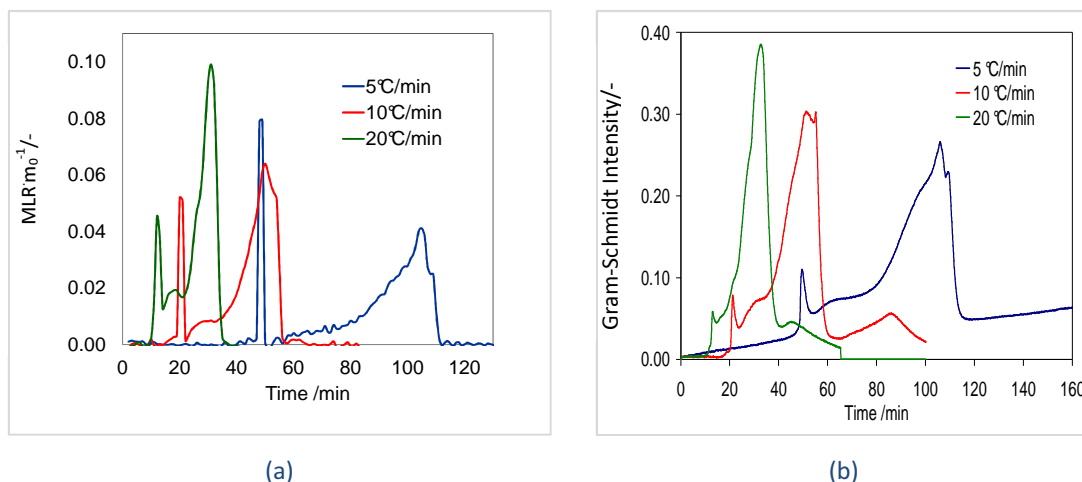 0.10
0.08
0.06
0.04
0.02
0.00
MLR·m₀⁻¹/-
5°C/min
10°C/min
20°C/min
0 20 40 60 80 100 120
Time /min
(a)
0.40
0.30
0.20
0.10
0.00
Gram-Schmidt Intensity/-
5 °C/min
10 °C/min
20 °C/min
0 20 40 60 80 100 120 140 160
Time /min
(b)